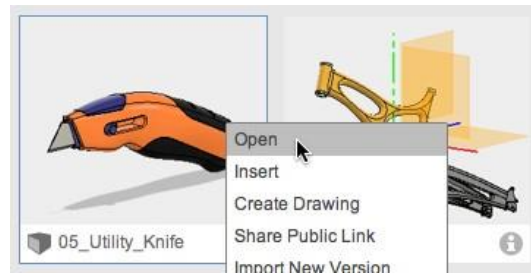 Open
Insert
Create Drawing
05_Utility_Knife
Share Public Link
Import New Version